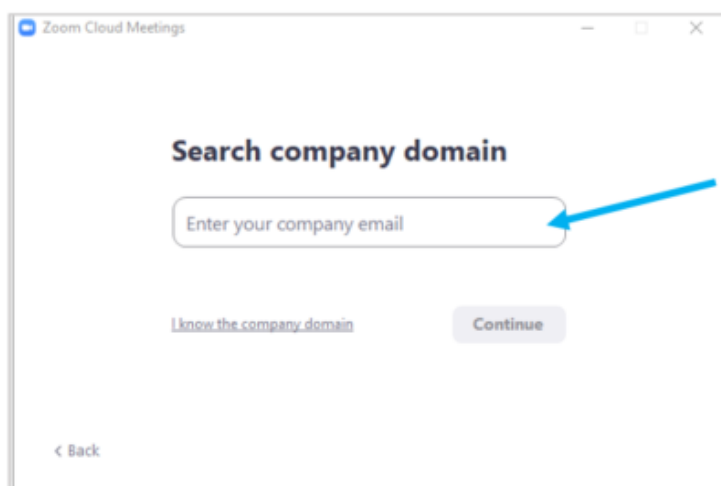 Zoom Cloud Meetings
Search company domain
Enter your company email
I know the company domain
Continue
< Back